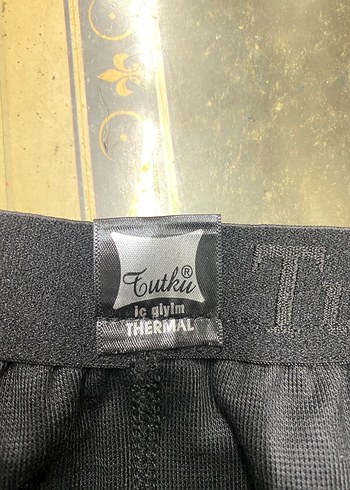 Tutku®
iç giyim
THERMAL
T